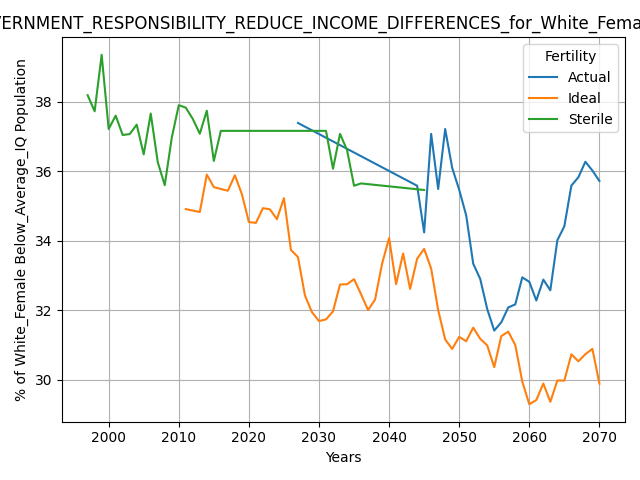 VERNMENT_RESPONSIBILITY_REDUCE_INCOME_DIFFERENCES_for_White_Fema
Fertility
Actual
Ideal
Sterile
% of White_Female Below_Average_IQ Population
38
36
34
32
30
2000
2010
2020
2030
2040
2050
2060
2070
Years